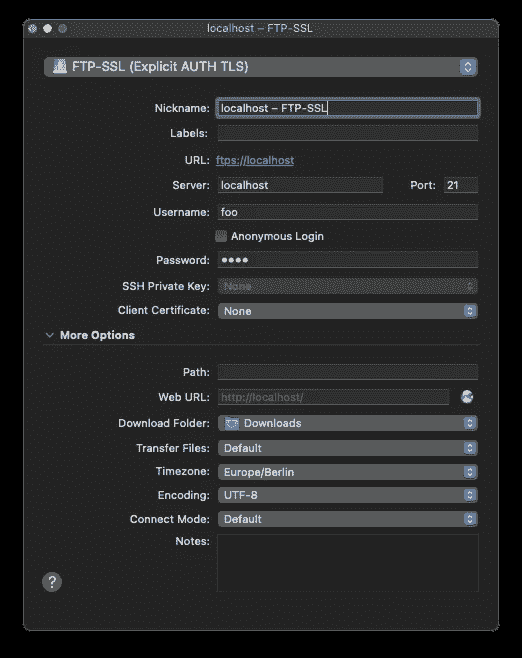 localhost – FTP-SSL
FTP-SSL (Explicit AUTH TLS)
Nickname: localhost – FTP-SSL
Labels:
URL: ftps://localhost
Server: localhost Port: 21
Username: foo
Anonymous Login
Password: ●●●●
SSH Private Key: None
Client Certificate: None
More Options
Path:
Web URL: http://localhost/
Download Folder: Downloads
Transfer Files: Default
Timezone: Europe/Berlin
Encoding: UTF-8
Connect Mode: Default
Notes:
?